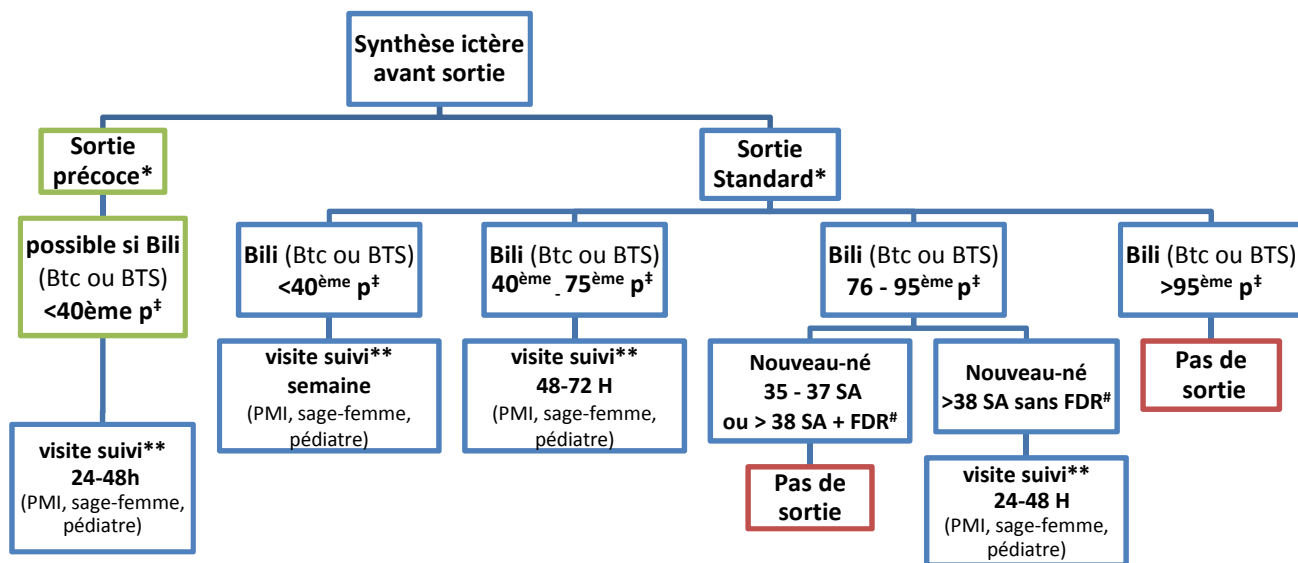 Synthèse ictère
avant sortie
Sortie
précoce*
Sortie
Standard*
possible si Bili
(Btc ou BTS)
<40ème p‡
Bili (Btc ou BTS)
<40ème p‡
Bili (Btc ou BTS)
40ème - 75ème p‡
Bili (Btc ou BTS)
76 - 95ème p‡
Bili (Btc ou BTS)
>95ème p‡
visite suivi**
24-48h
(PMI, sage-femme,
pédiatre)
visite suivi**
semaine
(PMI, sage-femme,
pédiatre)
visite suivi**
48-72 H
(PMI, sage-femme,
pédiatre)
Nouveau-né
35 - 37 SA
ou > 38 SA + FDR#
Pas de
sortie
Nouveau-né
>38 SA sans FDR#
visite suivi**
24-48 H
(PMI, sage-femme,
pédiatre)
Pas de
sortie